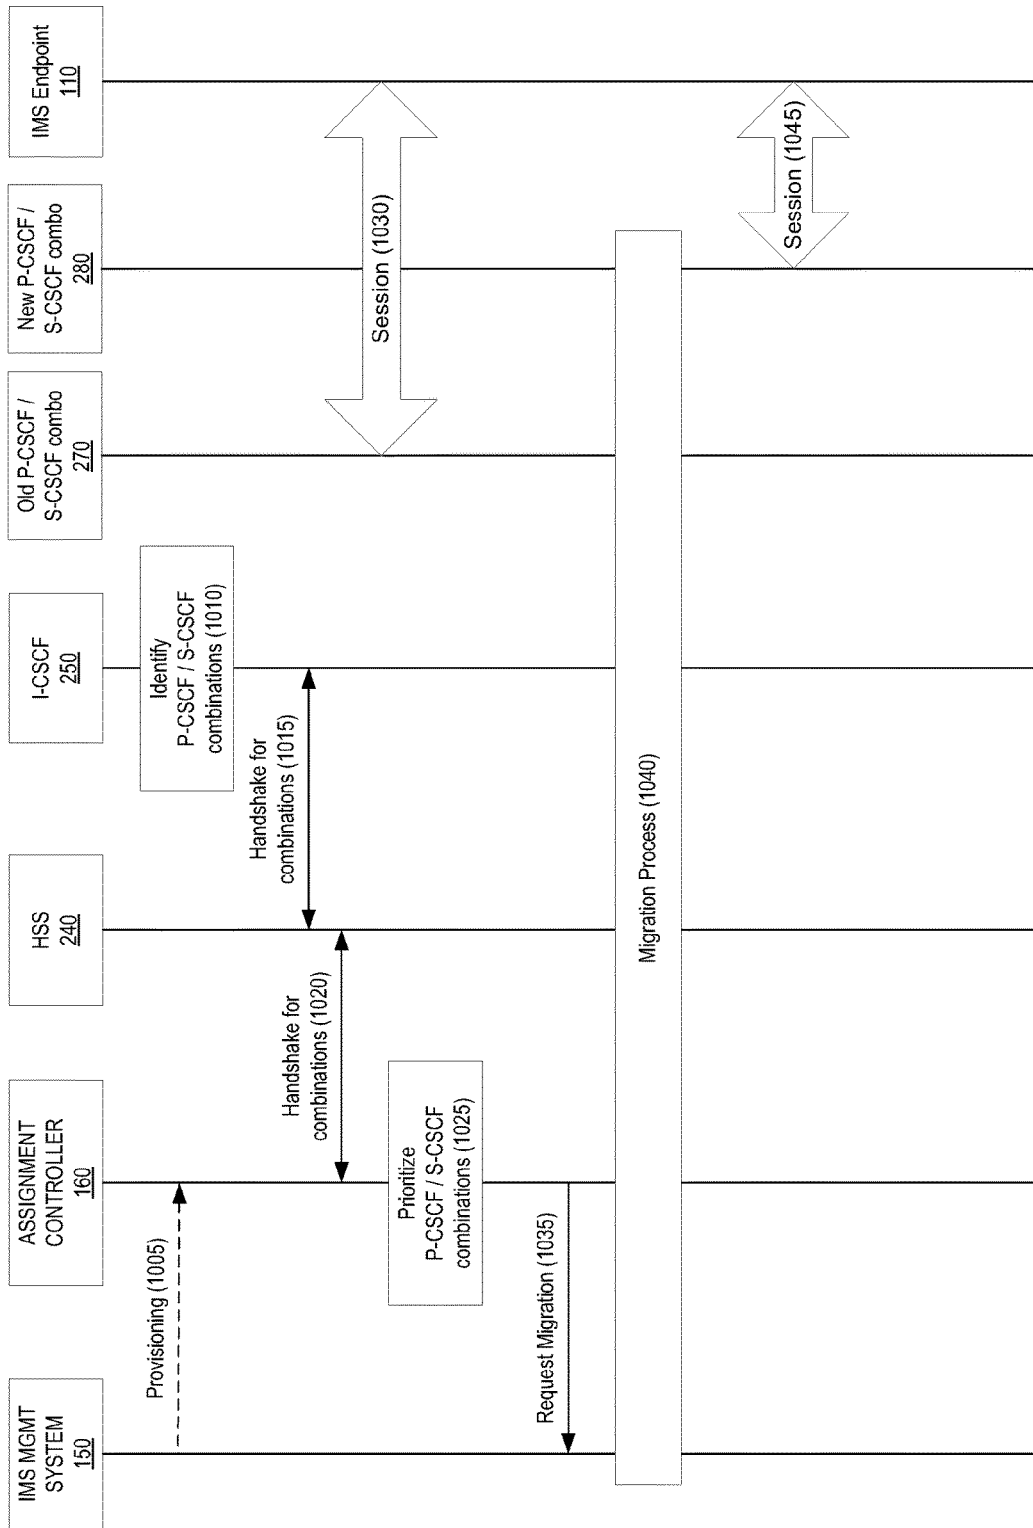 IMS MGMT
SYSTEM
150
ASSIGNMENT
CONTROLLER
160
HSS
240
I-CSCF
250
Old P-CSCF /
S-CSCF combo
270
New P-CSCF /
S-CSCF combo
280
IMS Endpoint
110
Provisioning (1005)
Identify
P-CSCF / S-CSCF
combinations (1010)
Handshake for
combinations (1015)
Handshake for
combinations (1020)
Prioritize
P-CSCF / S-CSCF
combinations (1025)
Session (1030)
Request Migration (1035)
Migration Process (1040)
Session (1045)